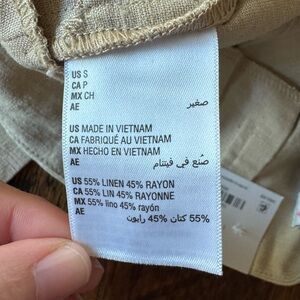 US S
CA P
MX CH
AE صغير
US MADE IN VIETNAM
CA FABRIQUÉ AU VIETNAM
MX HECHO EN VIETNAM
AE صُنع في فيتنام
US 55% LINEN 45% RAYON
CA 55% LIN 45% RAYONNE
MX 55% lino 45% rayón
AE
55% كتان 45% رايون